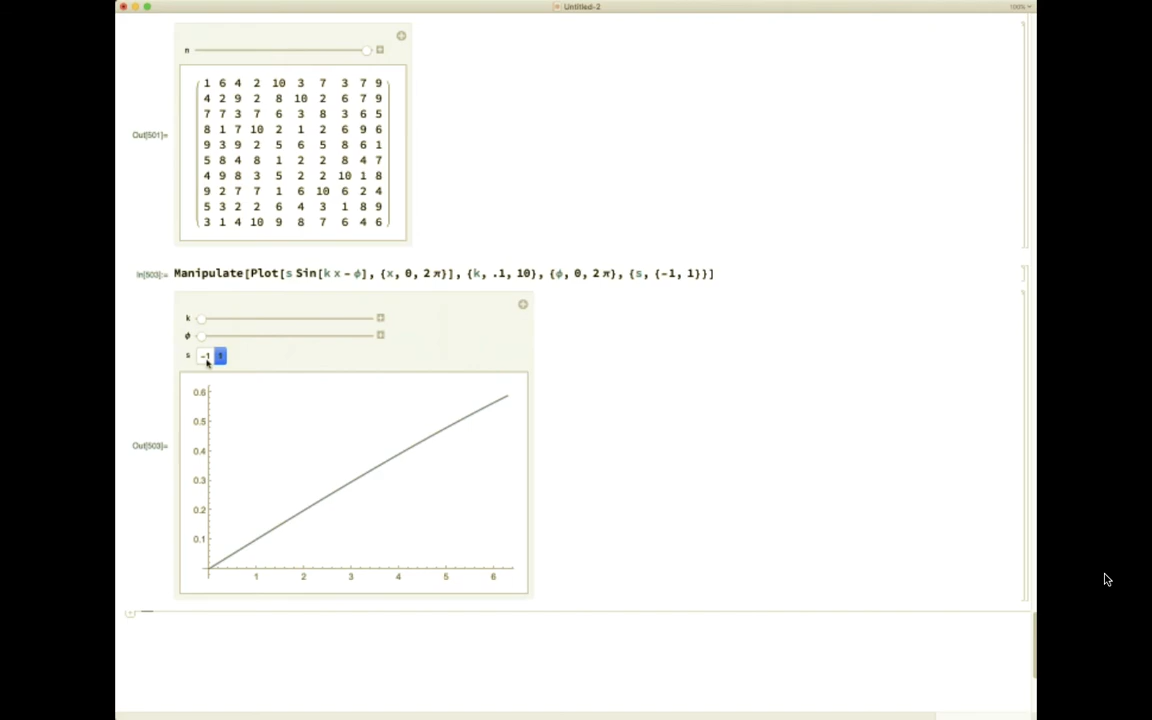 Untitled-2
100%
n
1 6 4 2 10 3 7 3 7 9
4 2 9 2 8 10 2 6 7 9
7 7 3 7 6 3 8 3 6 5
Out[501]=
8 1 7 10 2 1 2 6 9 6
9 3 9 2 5 6 5 8 6 1
5 8 4 8 1 2 2 8 4 7
4 9 8 3 5 2 2 10 1 8
9 2 7 7 1 6 10 6 2 4
5 3 2 2 6 4 3 1 8 9
3 1 4 10 9 8 7 6 4 6
In[503]:= Manipulate[Plot[s Sin[k x - ϕ], {x, 0, 2 π}], {k, .1, 10}, {ϕ, 0, 2 π}, {s, {-1, 1}}]
k
ϕ
s -1 1
0.6
0.5
Out[503]=
0.4
0.3
0.2
0.1
1 2 3 4 5 6